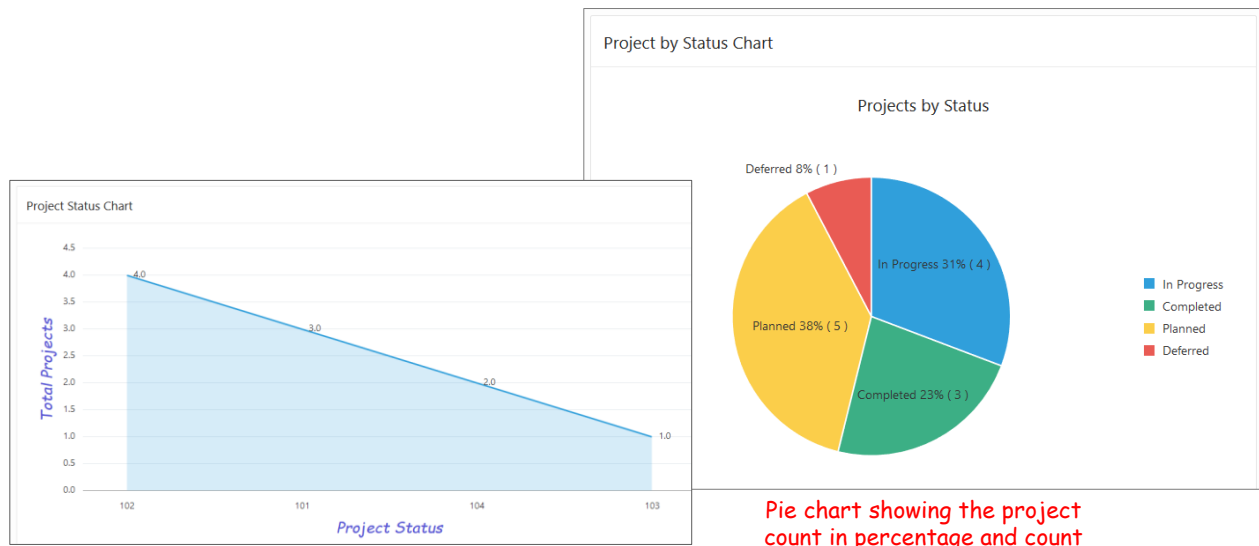 Project by Status Chart
Projects by Status
Deferred 8% ( 1 )
In Progress 31% ( 4 )
Planned 38% ( 5 )
Completed 23% ( 3 )
In Progress
Completed
Planned
Deferred
Project Status Chart
Total Projects
4.5
4.0
3.5
3.0
2.5
2.0
1.5
1.0
0.5
0.0
4.0
3.0
2.0
1.0
102 101 104 103
Project Status
Pie chart showing the project
count in percentage and count